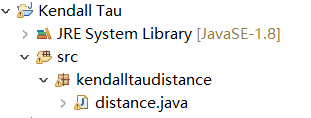 Kendall Tau
JRE System Library [JavaSE-1.8]
src
kendalltaudistance
distance.java